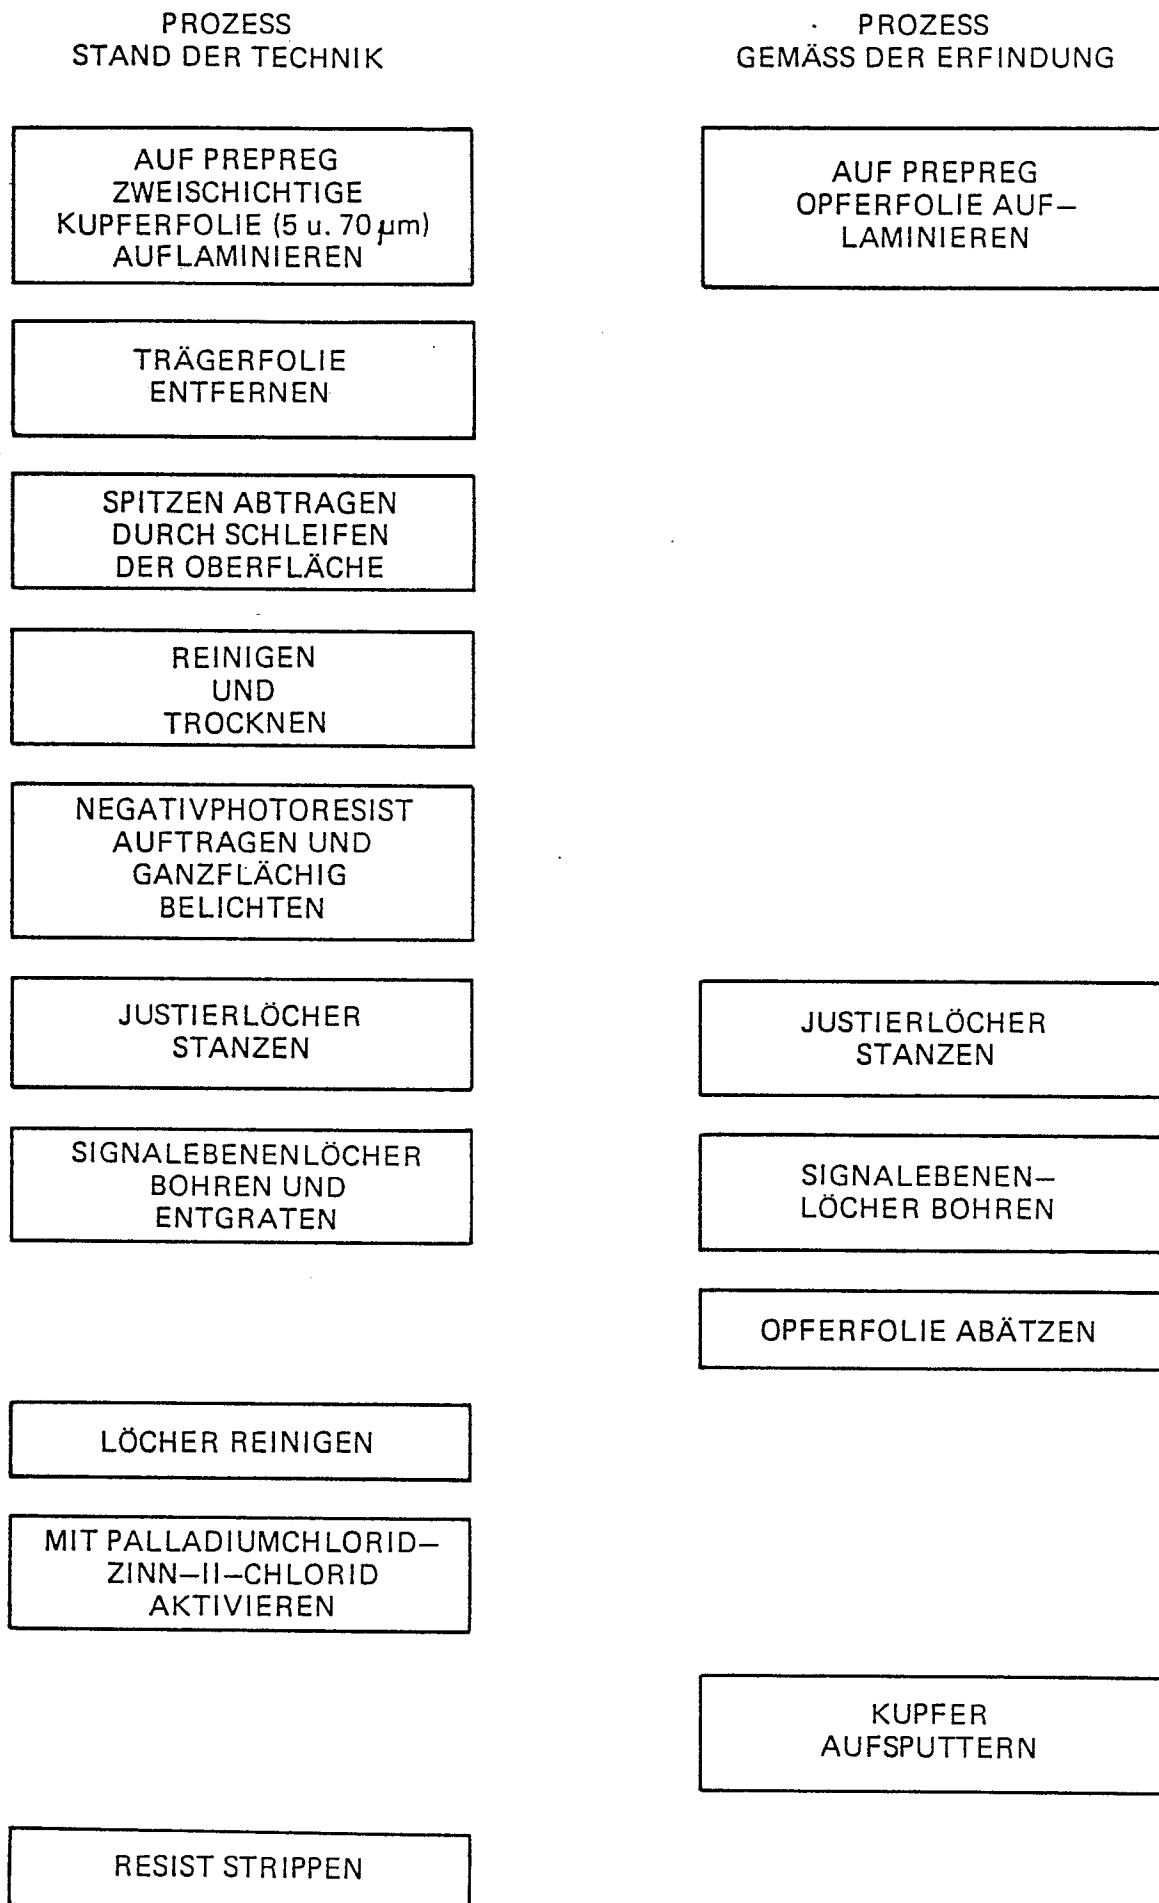 PROZESS
STAND DER TECHNIK
PROZESS
GEMÄSS DER ERFINDUNG
AUF PREPREG
ZWEISCHICHTIGE
KUPFERFOLIE (5 u. 70 µm)
AUFLAMINIEREN
AUF PREPREG
OPFERFOLIE AUF–
LAMINIEREN
TRÄGERFOLIE
ENTFERNEN
SPITZEN ABTRAGEN
DURCH SCHLEIFEN
DER OBERFLÄCHE
REINIGEN
UND
TROCKNEN
NEGATIVPHOTORESIST
AUFTRAGEN UND
GANZFLÄCHIG
BELICHTEN
JUSTIERLÖCHER
STANZEN
JUSTIERLÖCHER
STANZEN
SIGNALEBENENLÖCHER
BOHREN UND
ENTGRATEN
SIGNALEBENEN–
LÖCHER BOHREN
OPFERFOLIE ABÄTZEN
LÖCHER REINIGEN
MIT PALLADIUMCHLORID–
ZINN–II–CHLORID
AKTIVIEREN
KUPFER
AUFSPUTTERN
RESIST STRIPPEN